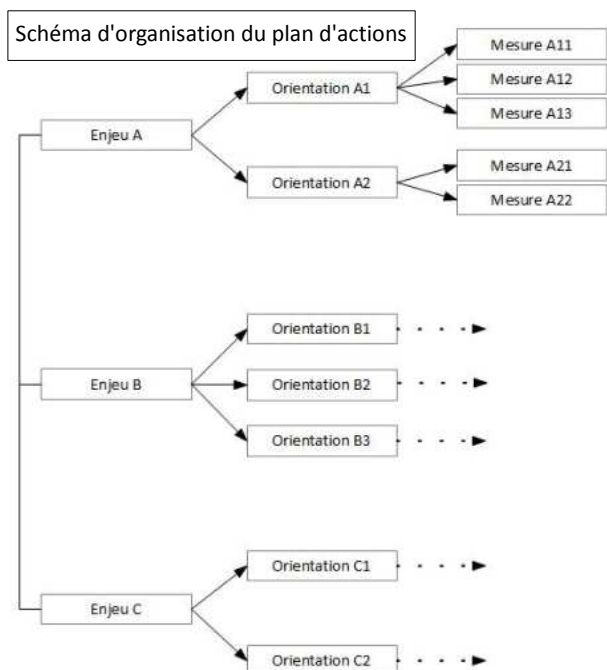 Schéma d'organisation du plan d'actions
Enjeu A
Orientation A1
Mesure A11
Mesure A12
Mesure A13
Orientation A2
Mesure A21
Mesure A22
Enjeu B
Orientation B1
Orientation B2
Orientation B3
Enjeu C
Orientation C1
Orientation C2